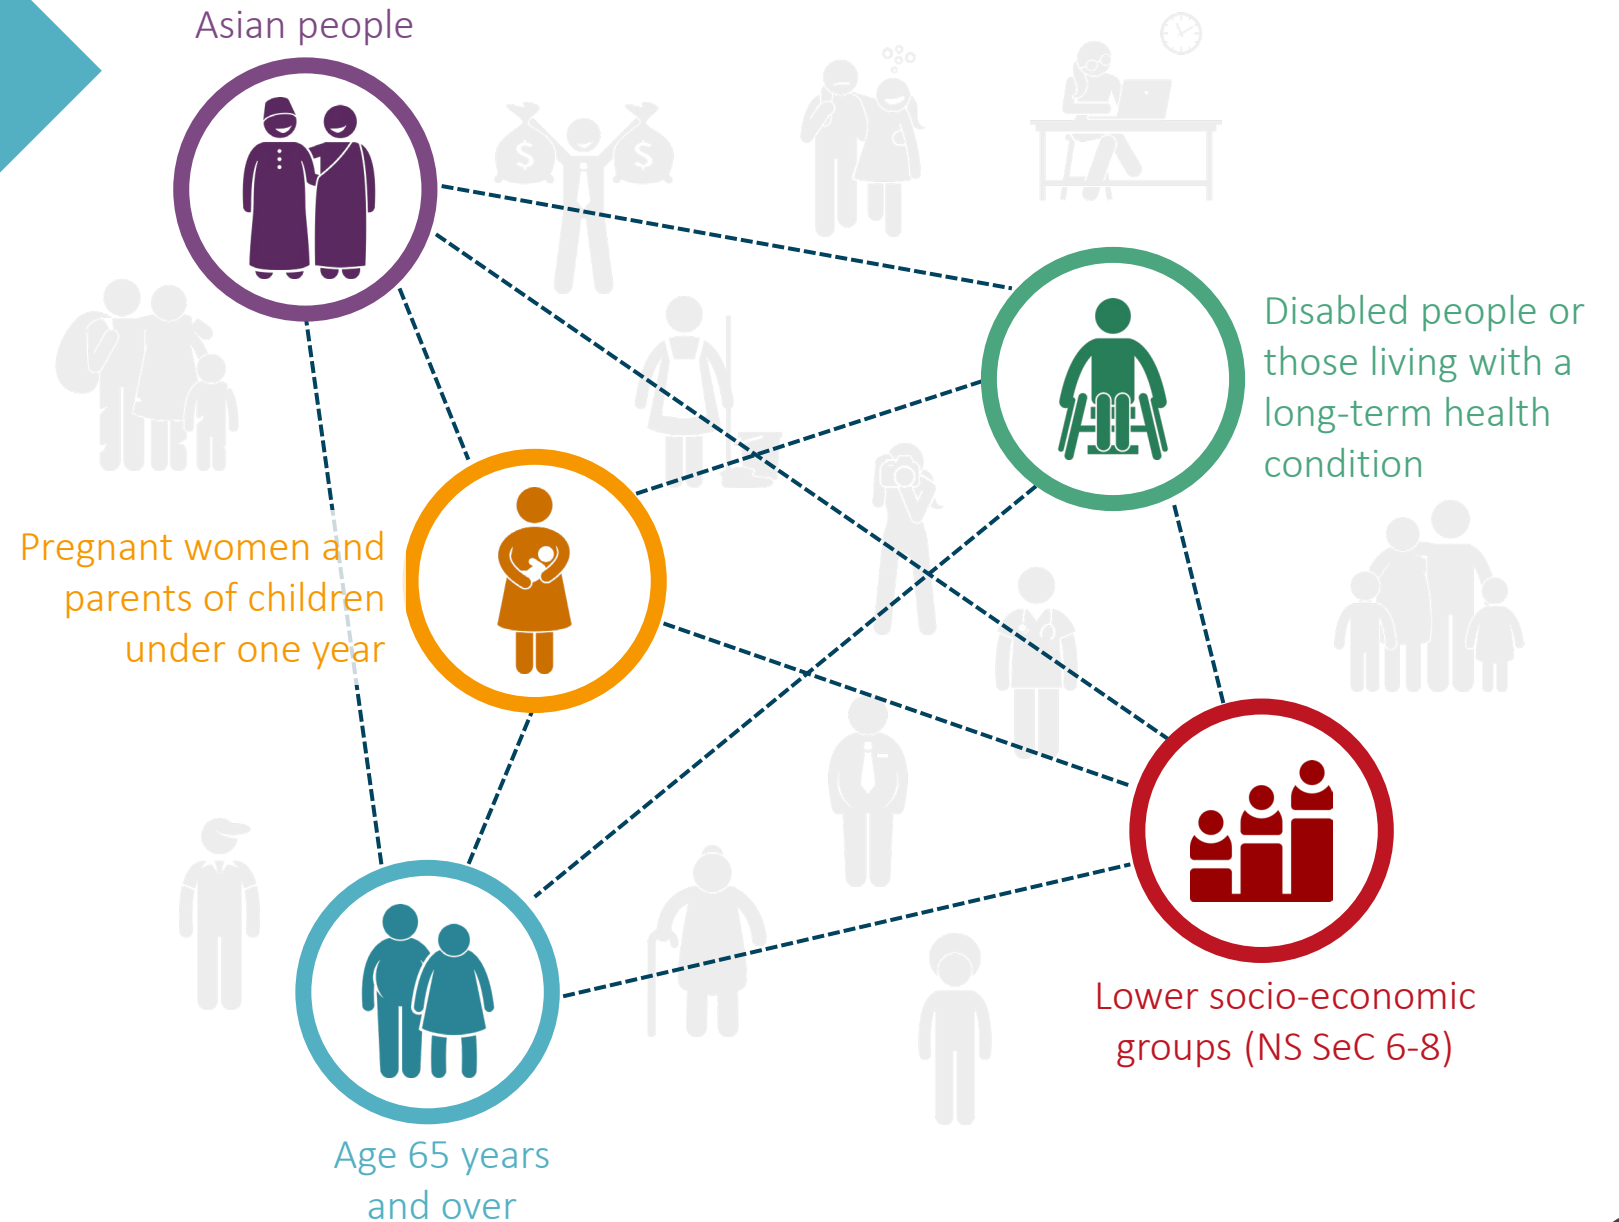 Asian people
Disabled people or
those living with a
long-term health
condition
Pregnant women and
parents of children
under one year
Lower socio-economic
groups (NS SeC 6-8)
Age 65 years
and over
$
$